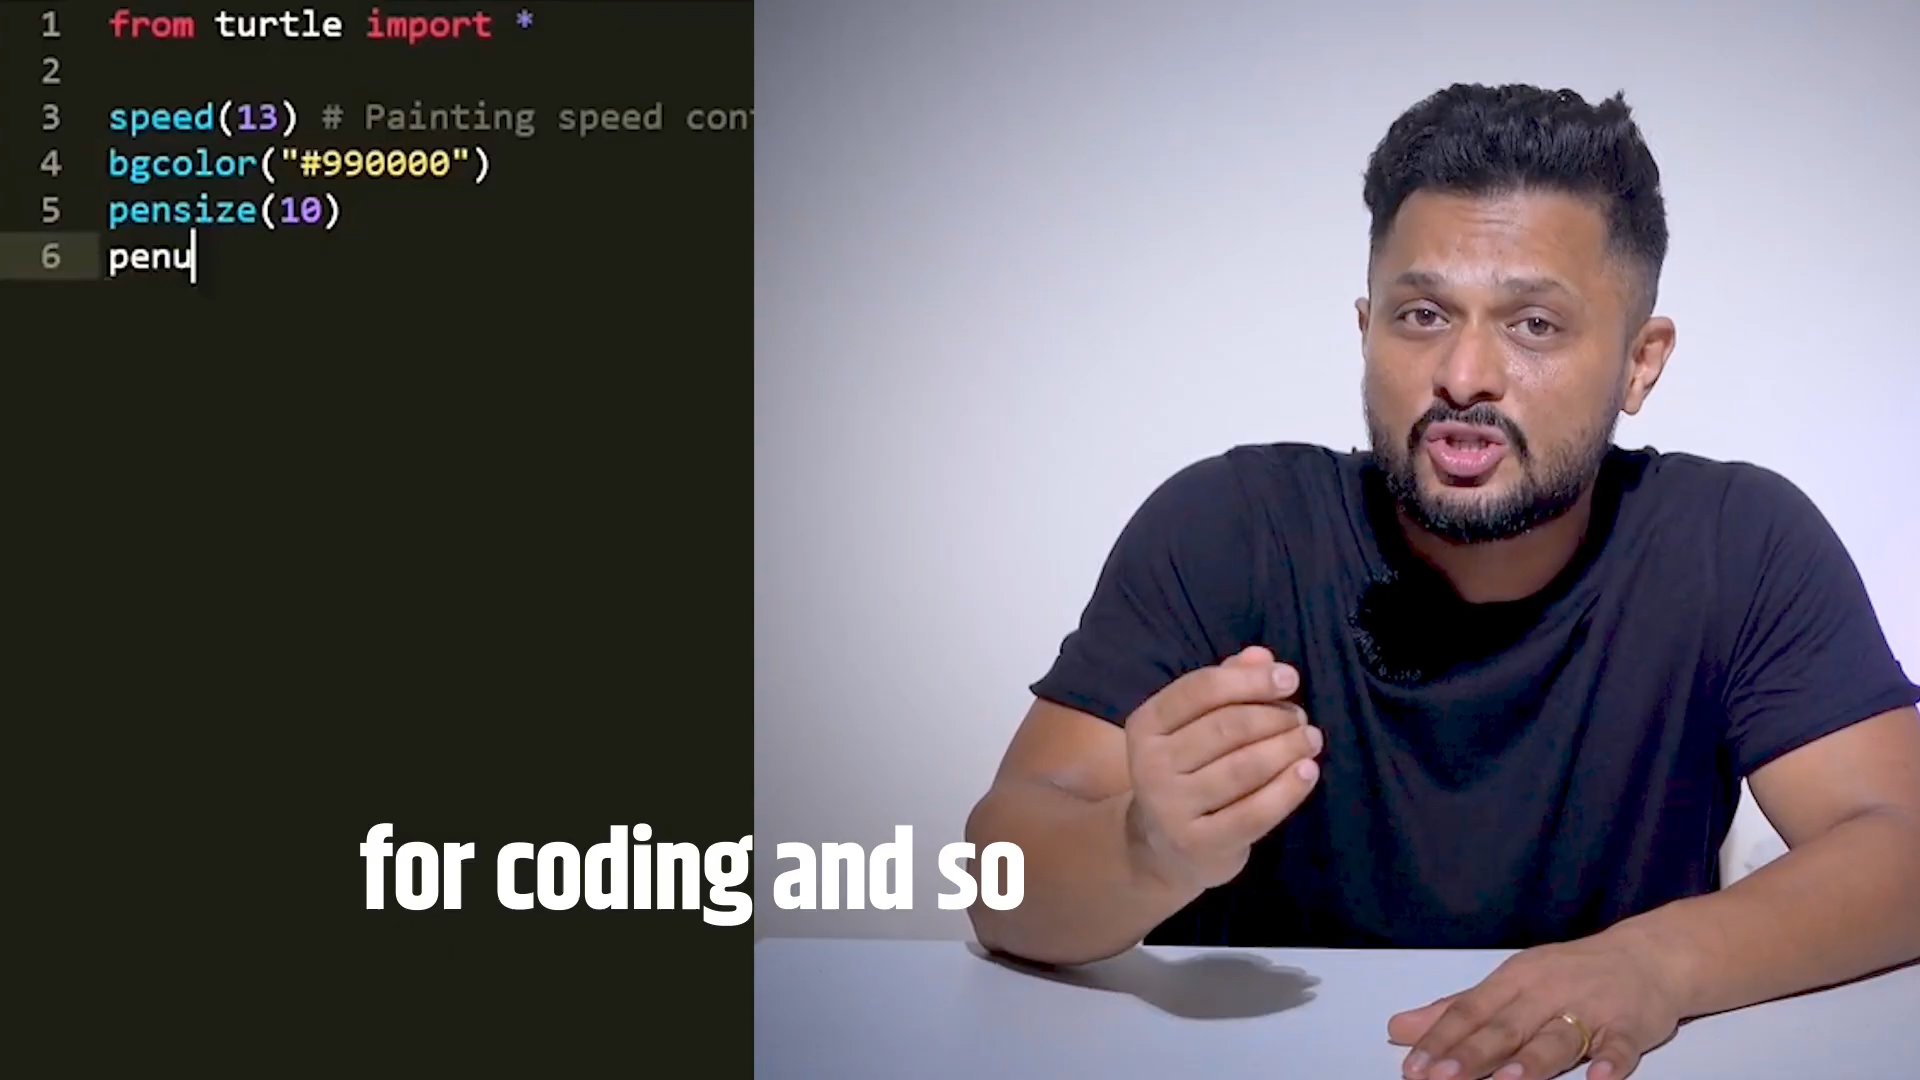 1 from turtle import *
2
3 speed(13) # Painting speed
4 bgcolor("#990000")
5 pensize(10)
6 penu
for coding and so